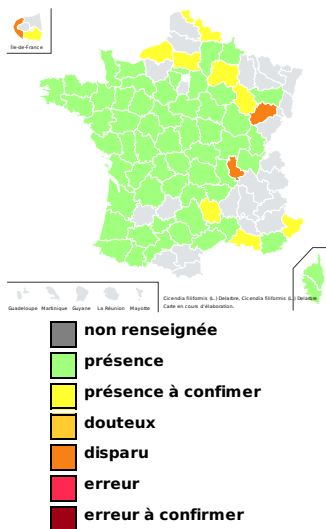 Île-de-France
Guadeloupe Martinique Guyane La Réunion Mayotte
Cicendia filiformis (L.) Delarbre, Cicendia filiformis (L.) Delarbre
Carte en cours d'élaboration.
non renseignée
présence
présence à confimer
douteux
disparu
erreur
erreur à confirmer